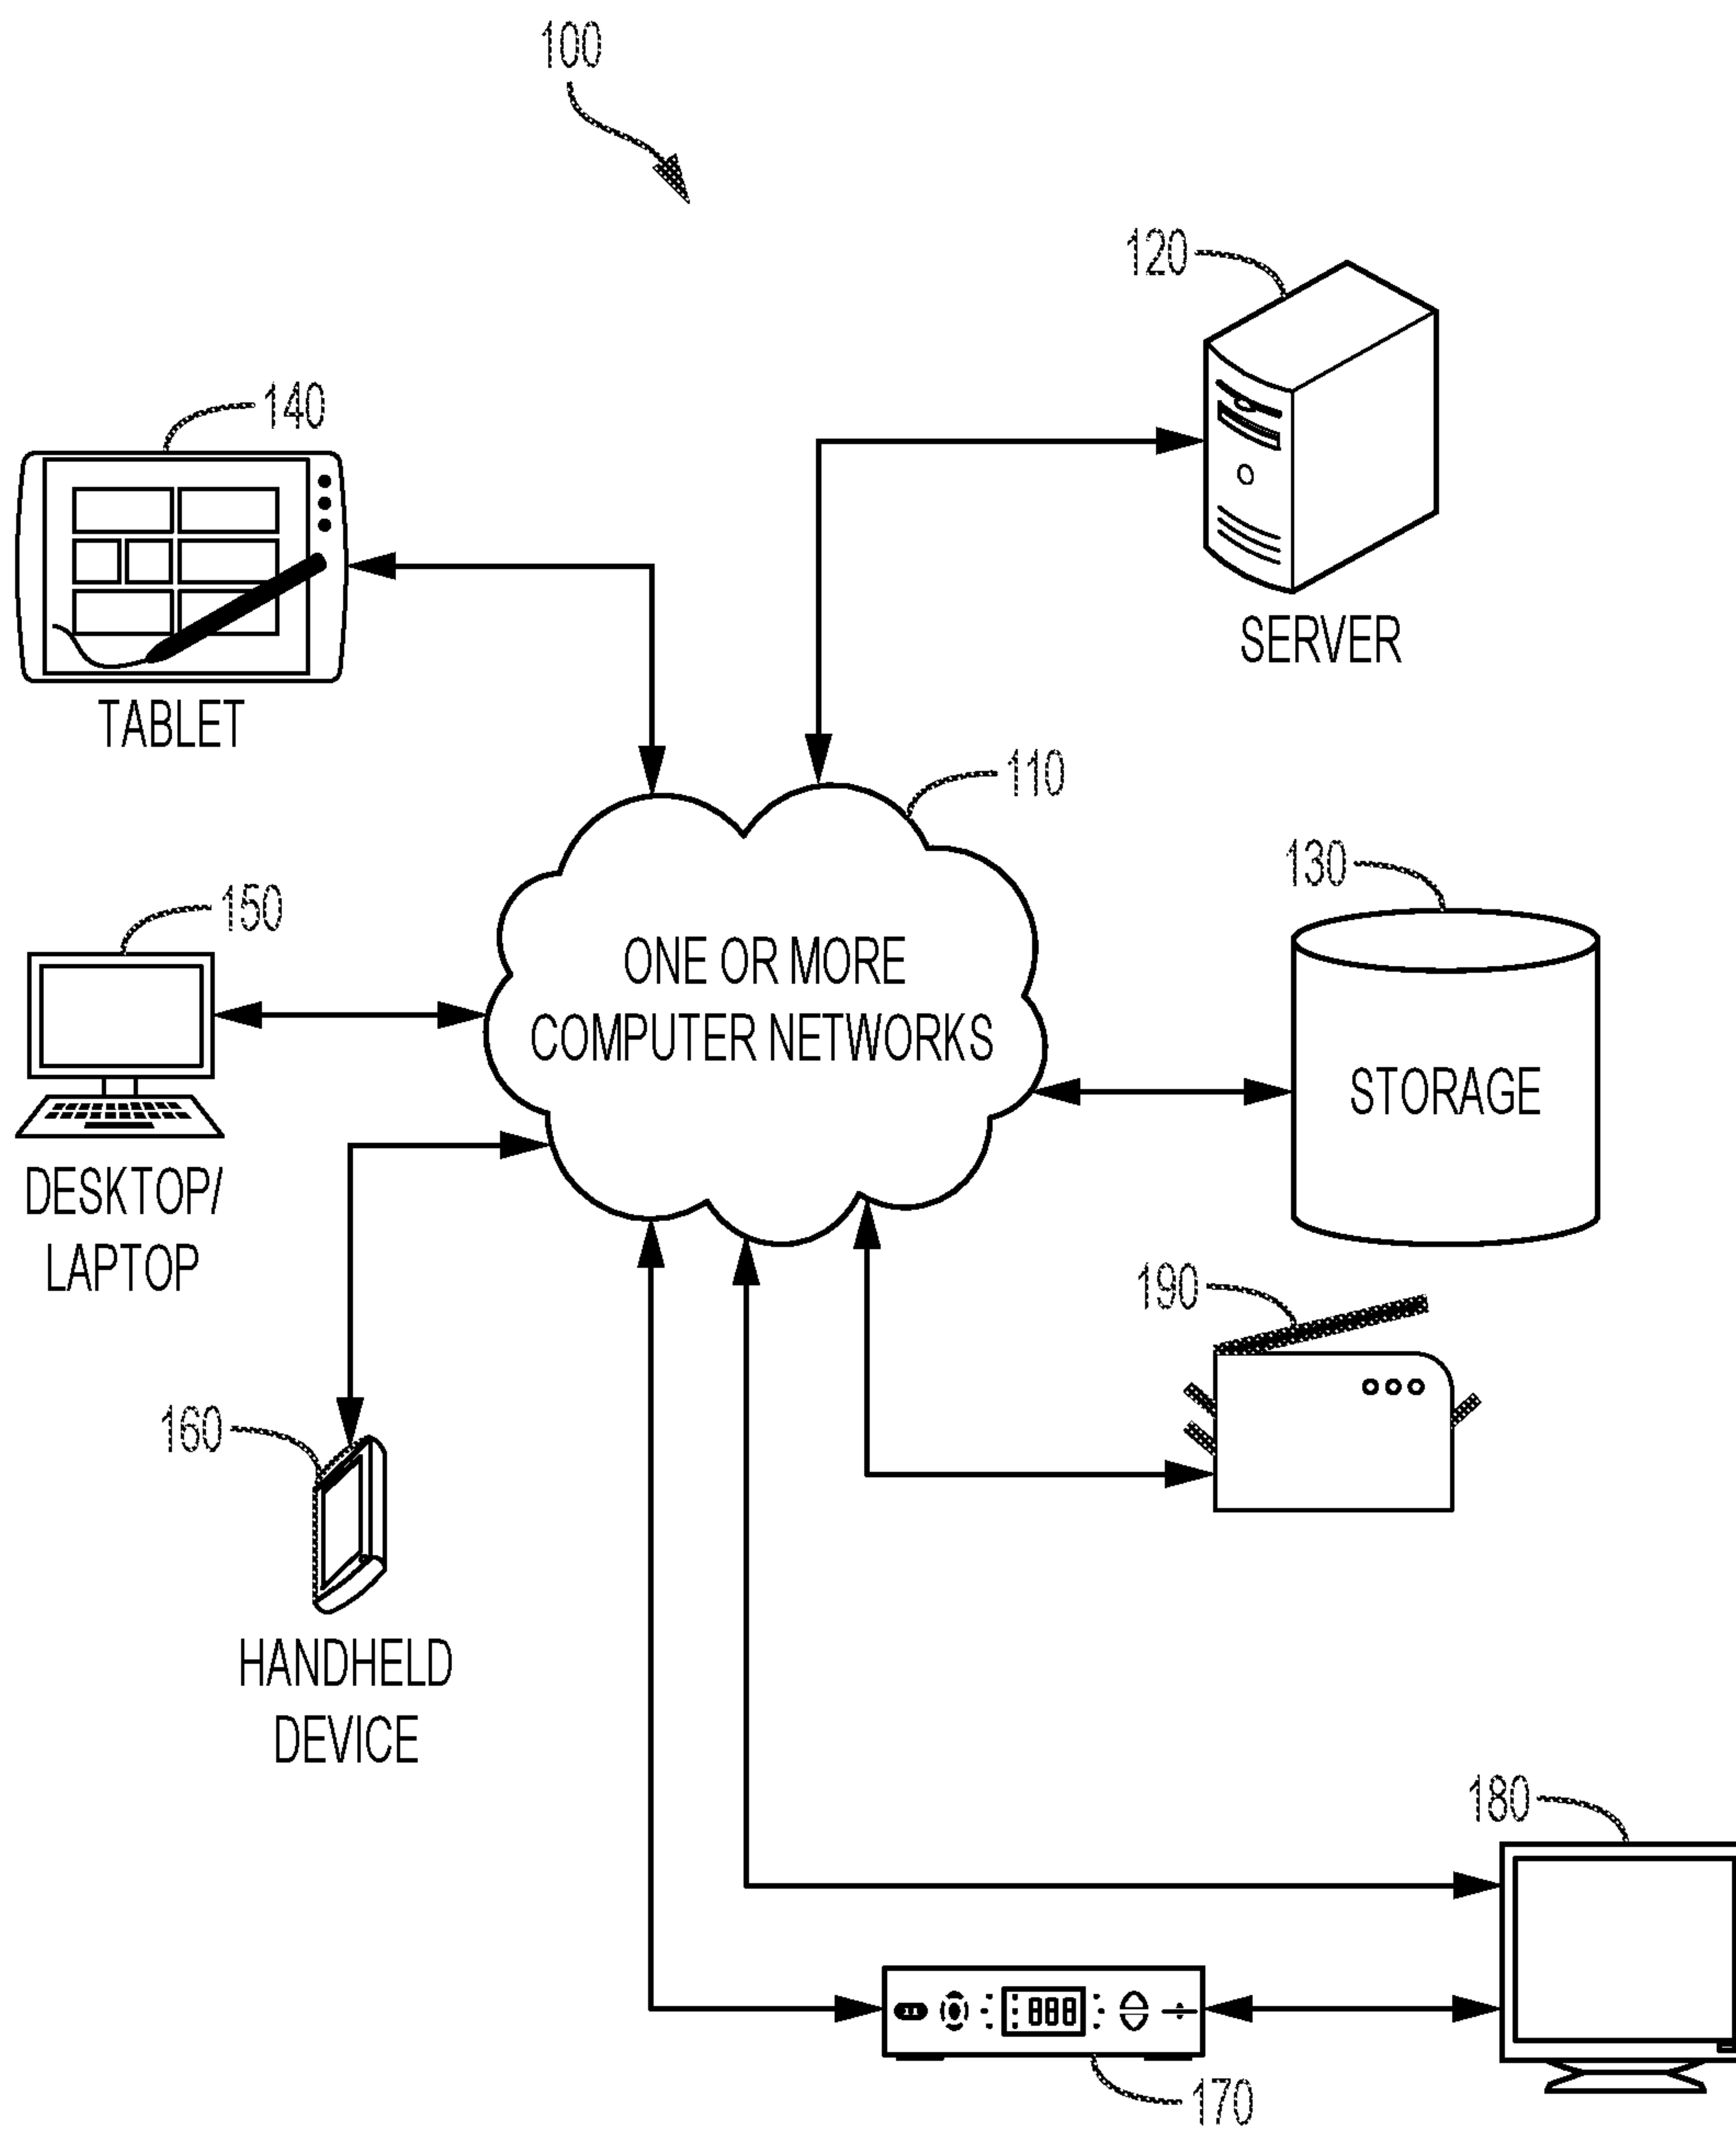 100
120
140
SERVER
TABLET
110
130
150
ONE OR MORE
COMPUTER NETWORKS
STORAGE
DESKTOP/
LAPTOP
190
160
HANDHELD
DEVICE
180
888
170